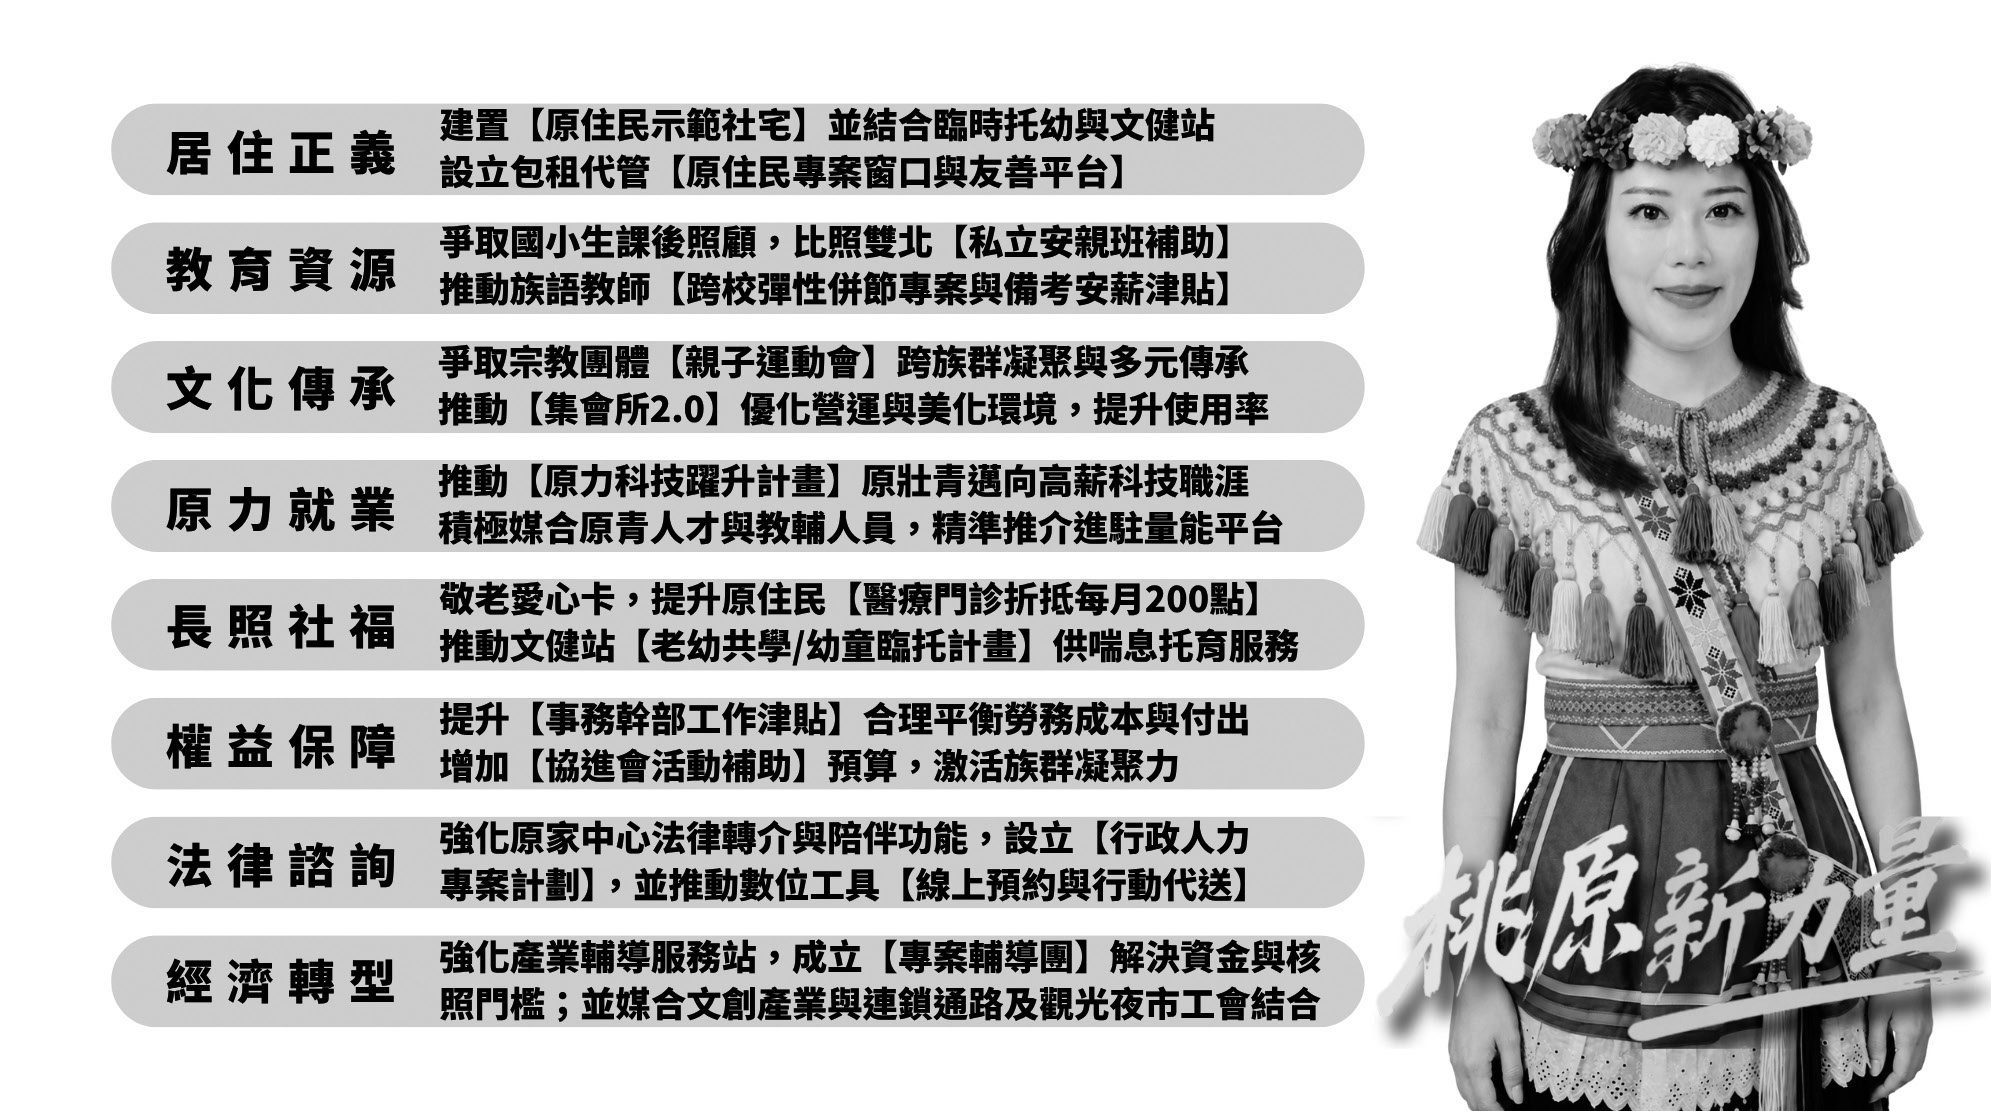 居住正義
建置【原住民示範社宅】並結合臨時托幼與文健站
設立包租代管【原住民專案窗口與友善平台】
教育資源
爭取國小生課後照顧，比照雙北【私立安親班補助】
推動族語教師【跨校彈性併節專案與備考安薪津貼】
文化傳承
爭取宗教團體【親子運動會】跨族群凝聚與多元傳承
推動【集會所2.0】優化營運與美化環境，提升使用率
原力就業
推動【原力科技躍升計畫】原壯青邁向高薪科技職涯
積極媒合原青人才與教輔人員，精準推介進駐量能平台
長照社福
敬老愛心卡，提升原住民【醫療門診折抵每月200點】
推動文健站【老幼共學/幼童臨托計畫】供喘息托育服務
權益保障
提升【事務幹部工作津貼】合理平衡勞務成本與付出
增加【協進會活動補助】預算，激活族群凝聚力
法律諮詢
強化原家中心法律轉介與陪伴功能，設立【行政人力
專案計劃】，並推動數位工具【線上預約與行動代送】
經濟轉型
強化產業輔導服務站，成立【專案輔導團】解決資金與核
照門檻；並媒合文創產業與連鎖通路及觀光夜市工會結合
桃原新力量